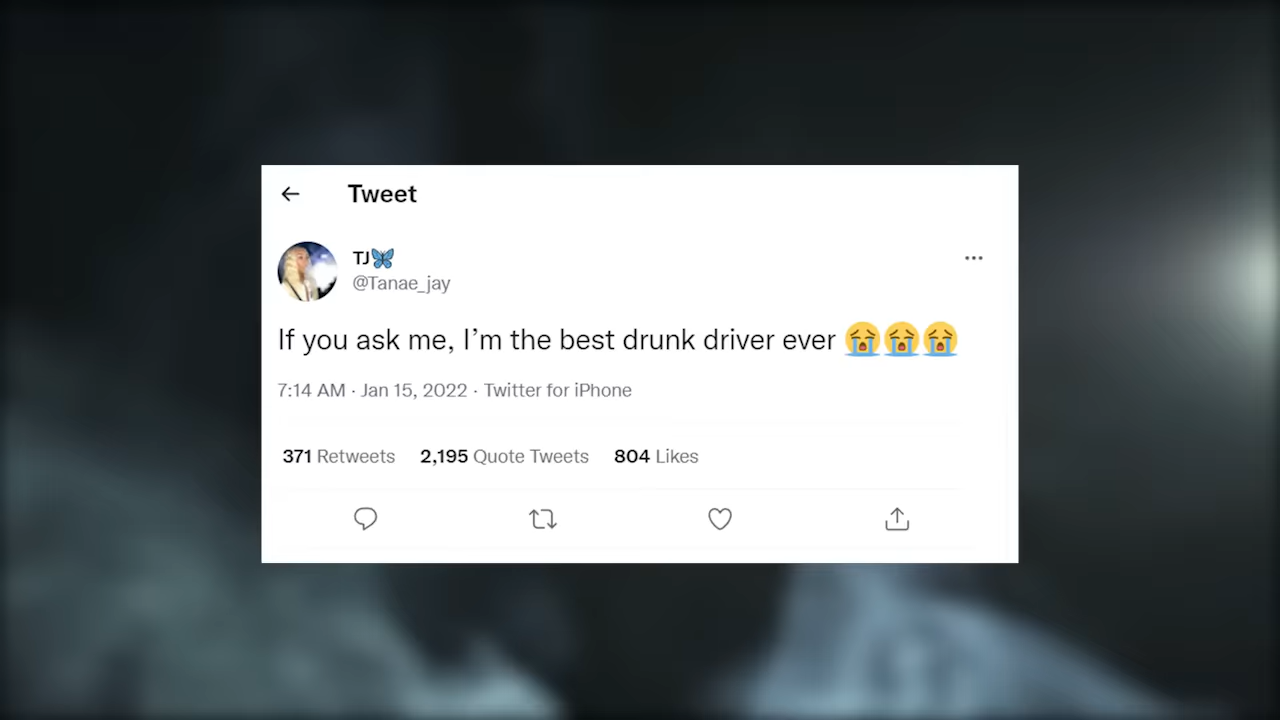 Tweet
TJ🦋
@Tanae_jay
If you ask me, I’m the best drunk driver ever 😭😭😭
7:14 AM · Jan 15, 2022 · Twitter for iPhone
371 Retweets 2,195 Quote Tweets 804 Likes